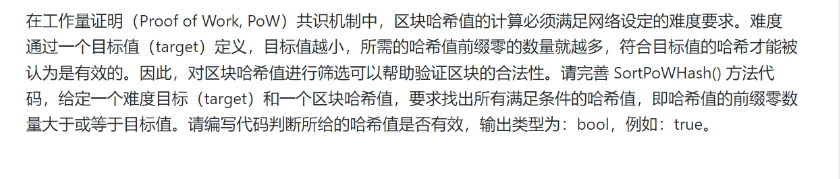 在工作量证明（Proof of Work, PoW）共识机制中，区块哈希值的计算必须满足网络设定的难度要求。难度
通过一个目标值（target）定义，目标值越小，所需的哈希值前缀零的数量就越多，符合目标值的哈希才能被
认为是有效的。因此，对区块哈希值进行筛选可以帮助验证区块的合法性。请完善 SortPoWHash() 方法代
码，给定一个难度目标（target）和一个区块哈希值，要求找出所有满足条件的哈希值，即哈希值的前缀零数
量大于或等于目标值。请编写代码判断所给的哈希值是否有效，输出类型为：bool，例如：true。